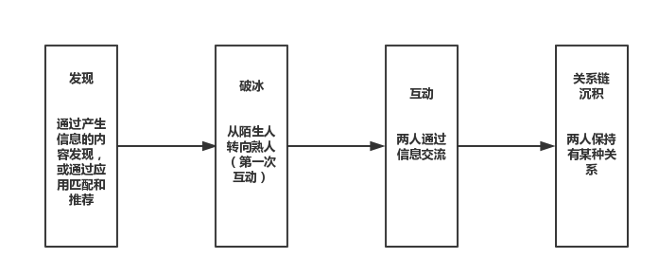 发现
通过产生
信息的内
容发现，
或通过应
用匹配和
推荐
破冰
从陌生人
转向熟人
（第一次
互动）
互动
两人通过
信息交流
关系链
沉积
两人保持
有某种关
系